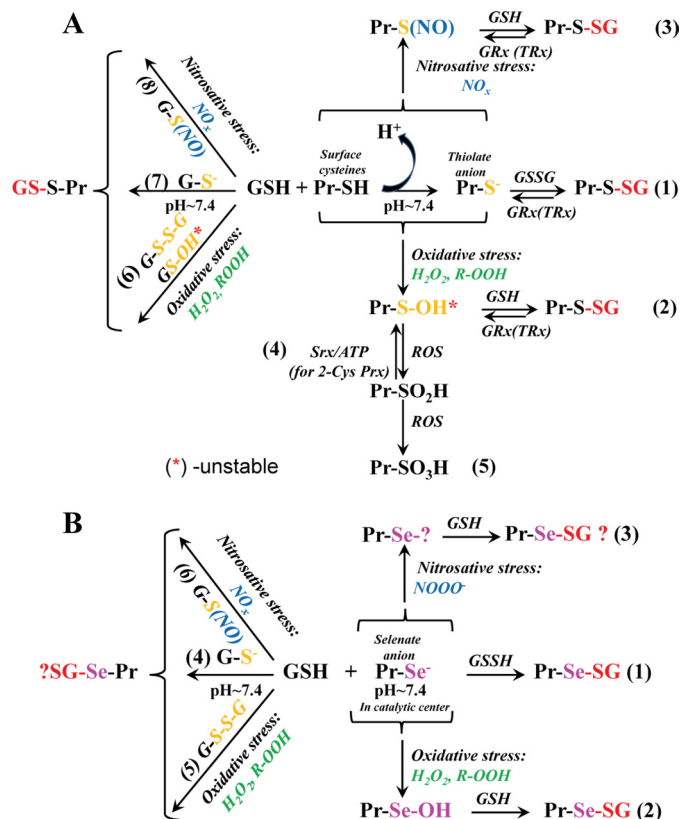 A
Pr-S(NO) GSH Pr-S-SG (3)
GRx (TRx)
Nitrosative stress:
NOx
Nitrosative stress:
NOx
(8) G-S(NO)
H+
Surface
cysteines
Thiolate
anion
GS-S-Pr (7) G-S- GSH + Pr-SH Pr-S- GSSG Pr-S-SG (1)
pH~7.4 pH~7.4 GRx(TRx)
(6) G-S-S-G
GS-OH*
Oxidative stress:
H2O2, ROOH
Oxidative stress:
H2O2, R-OOH
Pr-S-OH* GSH Pr-S-SG (2)
GRx(TRx)
(4) Srx/ATP ROS
(for 2-Cys Prx)
Pr-SO2H
ROS
(*) -unstable Pr-SO3H (5)
B
Pr-Se-? GSH Pr-Se-SG ? (3)
Nitrosative stress:
NOOO-
Nitrosative stress:
NOx
(6) G-S(NO)
Selenate
anion
?SG-Se-Pr (4) G-S- GSH + Pr-Se- GSSH Pr-Se-SG (1)
pH~7.4 pH~7.4
In catalytic center
(5) G-S-S-G
Oxidative stress:
H2O2, R-OOH
Oxidative stress:
H2O2, R-OOH
Pr-Se-OH GSH Pr-Se-SG (2)